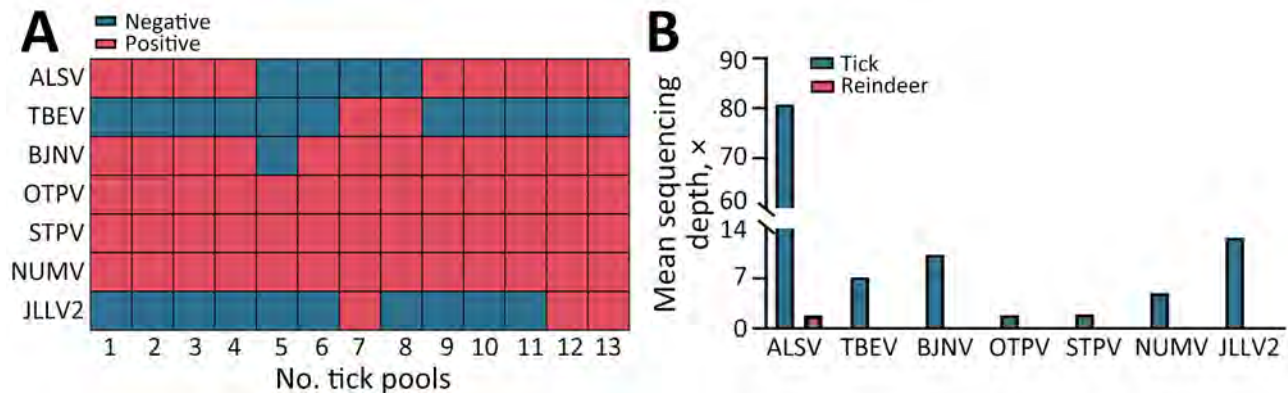 A
Negative
Positive
ALSV
TBEV
BJNV
OTPV
STPV
NUMV
JLLV2
1 2 3 4 5 6 7 8 9 10 11 12 13
No. tick pools
B
Tick
Reindeer
Mean sequencing
depth, ×
90
80
70
60
14
7
0
ALSV TBEV BJNV OTPV STPV NUMV JLLV2